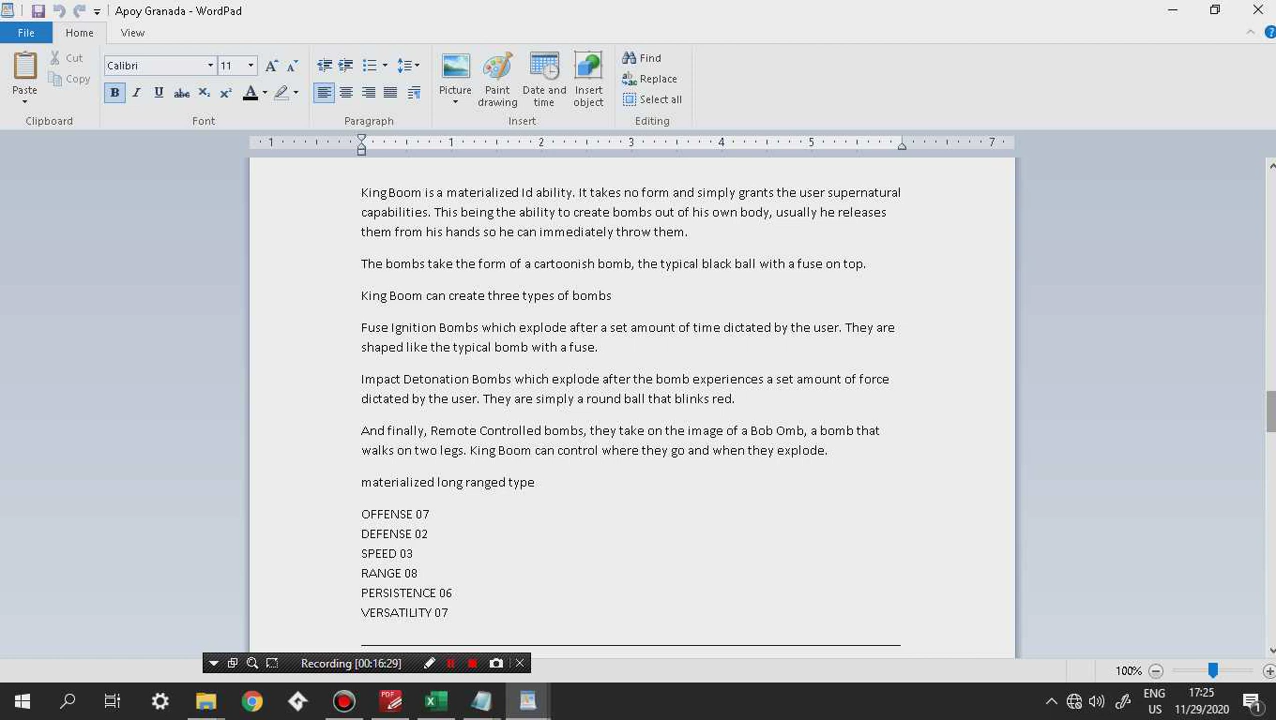 Apoy Granada - WordPad
File Home View
Cut
Copy
Paste
Clipboard
Calibri 11
Font
Paragraph
Picture
Paint drawing
Date and time
Insert object
Insert
Find
Replace
Select all
Editing
1 1 2 3 4 5 7
King Boom is a materialized Id ability. It takes no form and simply grants the user supernatural
capabilities. This being the ability to create bombs out of his own body, usually he releases
them from his hands so he can immediately throw them.
The bombs take the form of a cartoonish bomb, the typical black ball with a fuse on top.
King Boom can create three types of bombs
Fuse Ignition Bombs which explode after a set amount of time dictated by the user. They are
shaped like the typical bomb with a fuse.
Impact Detonation Bombs which explode after the bomb experiences a set amount of force
dictated by the user. They are simply a round ball that blinks red.
And finally, Remote Controlled bombs, they take on the image of a Bob Omb, a bomb that
walks on two legs. King Boom can control where they go and when they explode.
materialized long ranged type
OFFENSE 07
DEFENSE 02
SPEED 03
RANGE 08
PERSISTENCE 06
VERSATILITY 07
Recording [00:16:29]
100%
ENG
US
17:25
11/29/2020
1